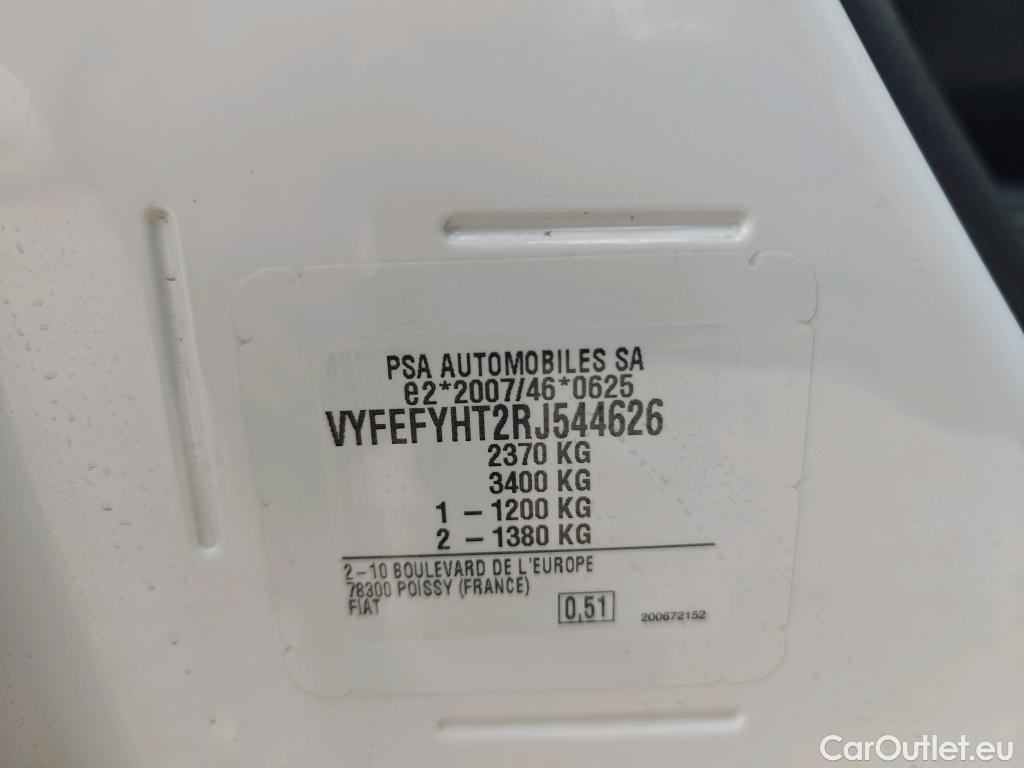 PSA AUTOMOBILES SA
e2*2007/46*0625
VYFEFYHT2RJ544626
2370 KG
3400 KG
1 – 1200 KG
2 – 1380 KG
2–10 BOULEVARD DE L'EUROPE
78300 POISSY (FRANCE)
FIAT
0,51
200672152
CarOutlet.eu